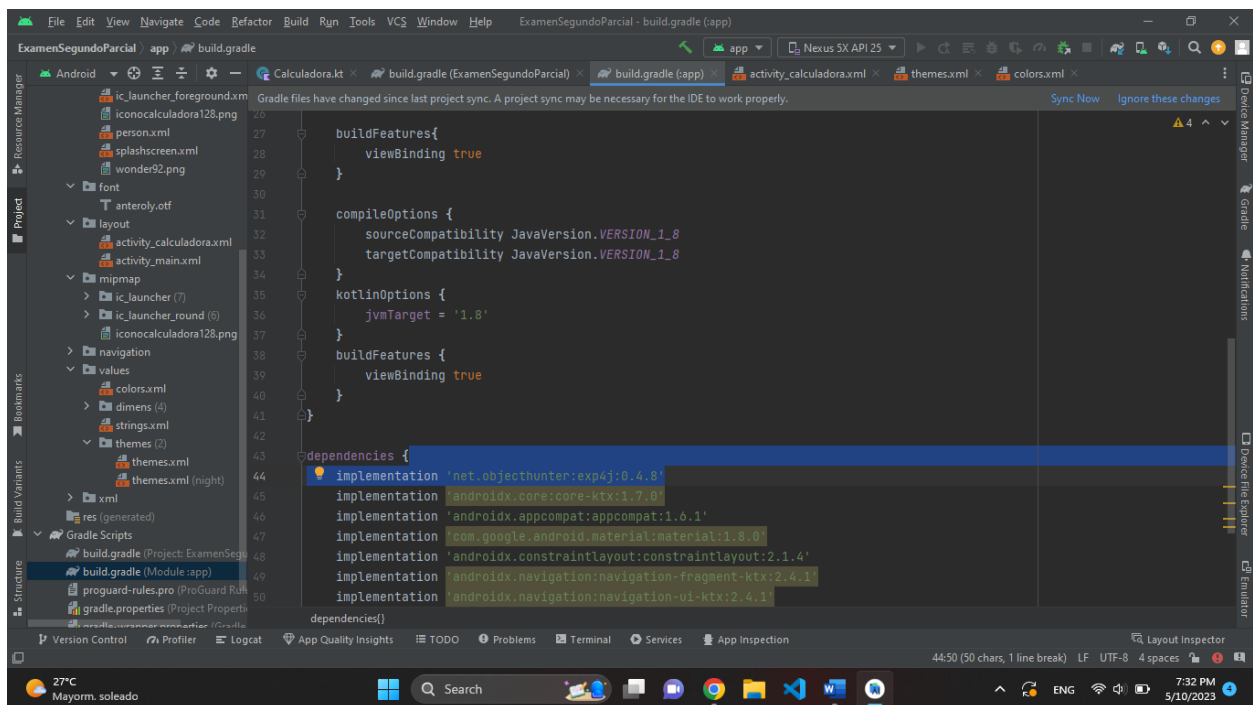 File Edit View Navigate Code Refactor Build Run Tools VCS Window Help ExamenSegundoParcial - build.gradle (:app)
ExamenSegundoParcial app build.gradle
app Nexus 5X API 25
Android
Calculadora.kt build.gradle (ExamenSegundoParcial) build.gradle (:app) activity_calculadora.xml themes.xml colors.xml
Gradle files have changed since last project sync. A project sync may be necessary for the IDE to work properly. Sync Now Ignore these changes
4
Resource Manager
Project
Bookmarks
Build Variants
Structure
ic_launcher_foreground.xm
iconocalculadora128.png
person.xml
splashscreen.xml
wonder92.png
font
anteroly.otf
layout
activity_calculadora.xml
activity_main.xml
mipmap
ic_launcher (7)
ic_launcher_round (6)
iconocalculadora128.png
navigation
values
colors.xml
dimens (4)
strings.xml
themes (2)
themes.xml
themes.xml (night)
xml
res (generated)
Gradle Scripts
build.gradle (Project: ExamenSegu
build.gradle (Module :app)
proguard-rules.pro (ProGuard Rul
gradle.properties (Project Properti
gradle-wrapper.properties (Gradle
26
27 buildFeatures{
28 viewBinding true
29 }
30
31 compileOptions {
32 sourceCompatibility JavaVersion.VERSION_1_8
33 targetCompatibility JavaVersion.VERSION_1_8
34 }
35 kotlinOptions {
36 jvmTarget = '1.8'
37 }
38 buildFeatures {
39 viewBinding true
40 }
41 }
42
43 dependencies {
44 implementation 'net.objecthunter:exp4j:0.4.8'
45 implementation 'androidx.core:core-ktx:1.7.0'
46 implementation 'androidx.appcompat:appcompat:1.6.1'
47 implementation 'com.google.android.material:material:1.8.0'
48 implementation 'androidx.constraintlayout:constraintlayout:2.1.4'
49 implementation 'androidx.navigation:navigation-fragment-ktx:2.4.1'
50 implementation 'androidx.navigation:navigation-ui-ktx:2.4.1'
dependencies{}
Device Manager
Gradle
Notifications
Device File Explorer
Emulator
Version Control Profiler Logcat App Quality Insights TODO Problems Terminal Services App Inspection Layout Inspector
44:50 (50 chars, 1 line break) LF UTF-8 4 spaces
27°C
Mayorm. soleado
Search
ENG
7:32 PM
5/10/2023
4